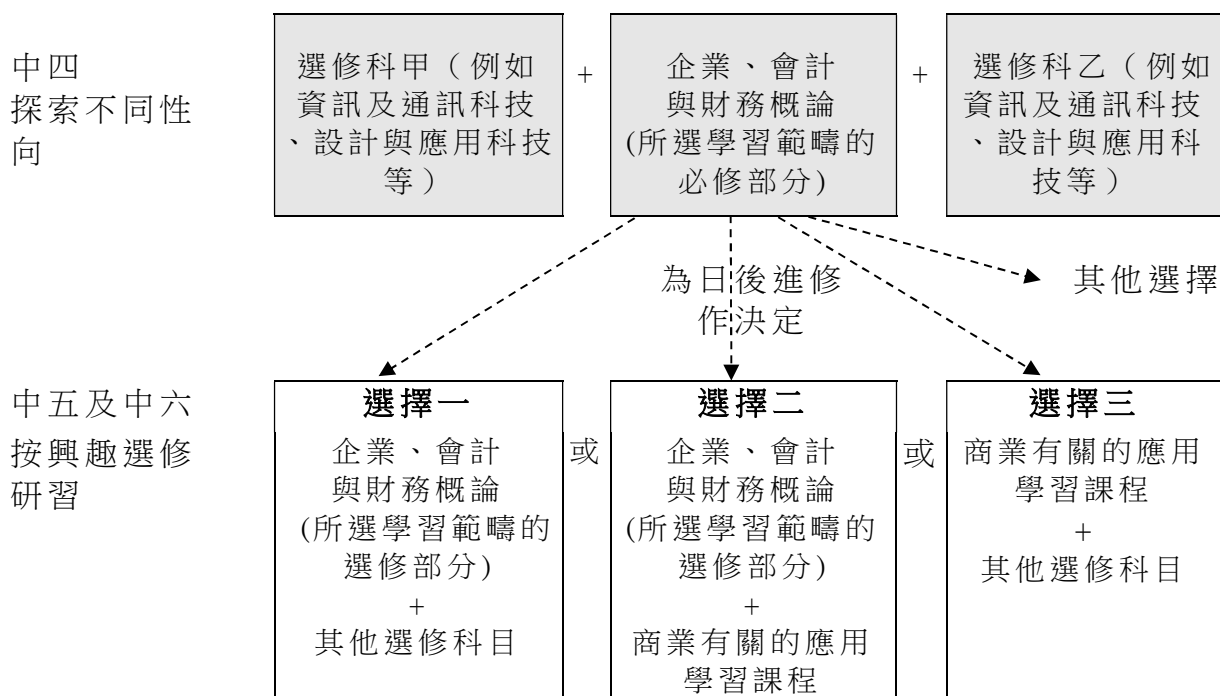 中四
探索不同性
向
選修科甲（例如
資訊及通訊科技
、設計與應用科技
等）
+
企業、會計
與財務概論
(所選學習範疇的
必修部分)
+
選修科乙（例如
資訊及通訊科技
、設計與應用科
技等）
為日後進修
作決定
其他選擇
中五及中六
按興趣選修
研習
選擇一
企業、會計
與財務概論
(所選學習範疇的
選修部分)
+
其他選修科目
或
選擇二
企業、會計
與財務概論
(所選學習範疇的
選修部分)
+
商業有關的應用
學習課程
或
選擇三
商業有關的應用
學習課程
+
其他選修科目